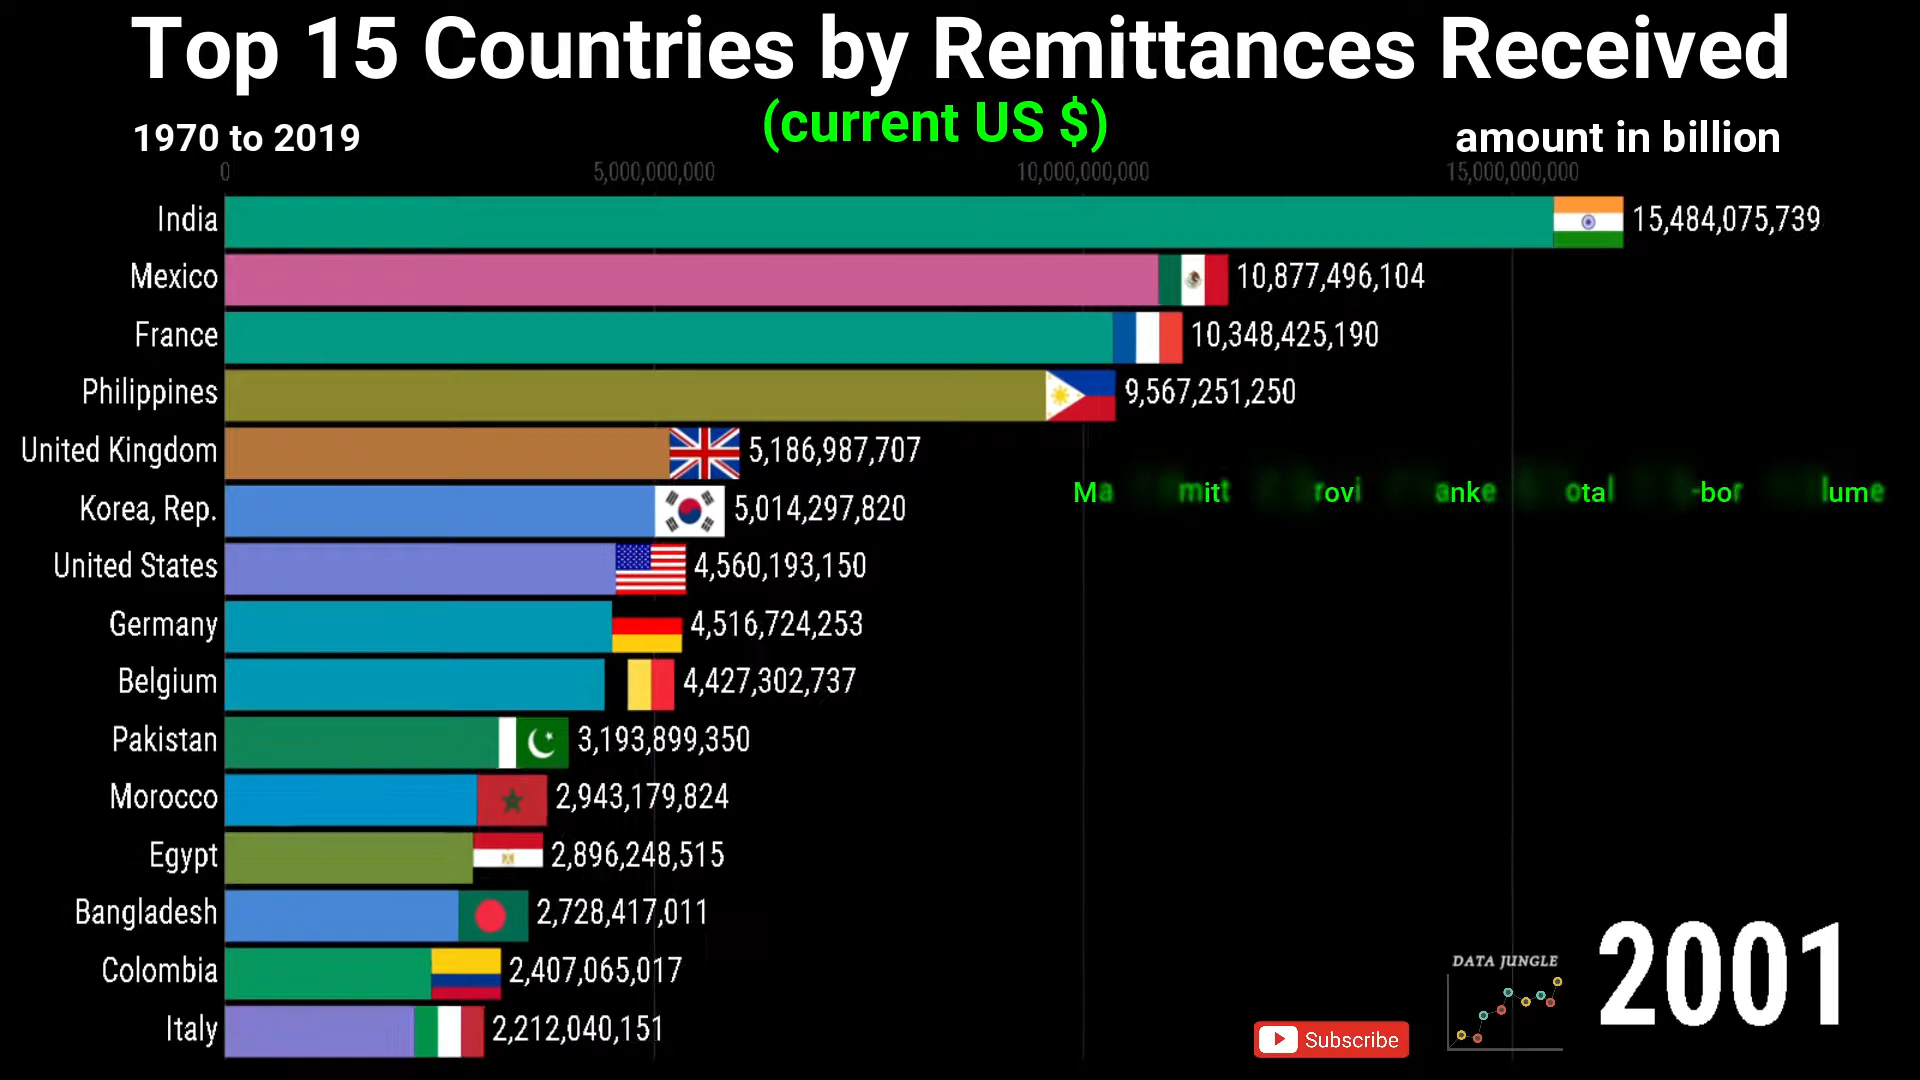 Top 15 Countries by Remittances Received
(current US $)
1970 to 2019
amount in billion
0 5,000,000,000 10,000,000,000 15,000,000,000
India 15,484,075,739
Mexico 10,877,496,104
France 10,348,425,190
Philippines 9,567,251,250
United Kingdom 5,186,987,707
Korea, Rep. 5,014,297,820
United States 4,560,193,150
Germany 4,516,724,253
Belgium 4,427,302,737
Pakistan 3,193,899,350
Morocco 2,943,179,824
Egypt 2,896,248,515
Bangladesh 2,728,417,011
Colombia 2,407,065,017
Italy 2,212,040,151
DATA JUNGLE
2001
Subscribe